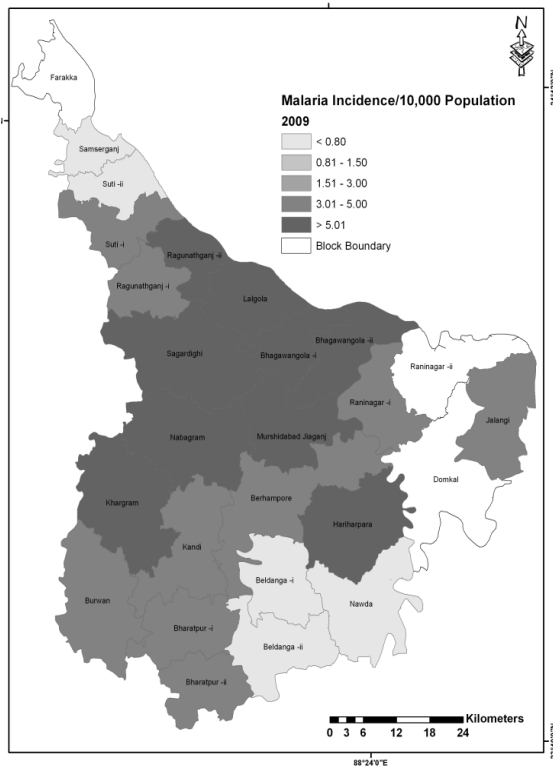 N
Farakka
Malaria Incidence/10,000 Population
2009
< 0.80
0.81 - 1.50
1.51 - 3.00
3.01 - 5.00
> 5.01
Block Boundary
Samserganj
Suti -ii
Suti -i
Ragunathganj -ii
Ragunathganj -i
Lalgola
Bhagawangola -ii
Sagardighi
Bhagawangola -i
Raninagar -ii
Raninagar -i
Jalangi
Nabagram
Murshidabad Jiaganj
Domkal
Khargram
Berhampore
Hariharpara
Kandi
Beldanga -i
Burwan
Nawda
Bharatpur -i
Beldanga -ii
Bharatpur -ii
Kilometers
0 3 6 12 18 24
88°24'0"E